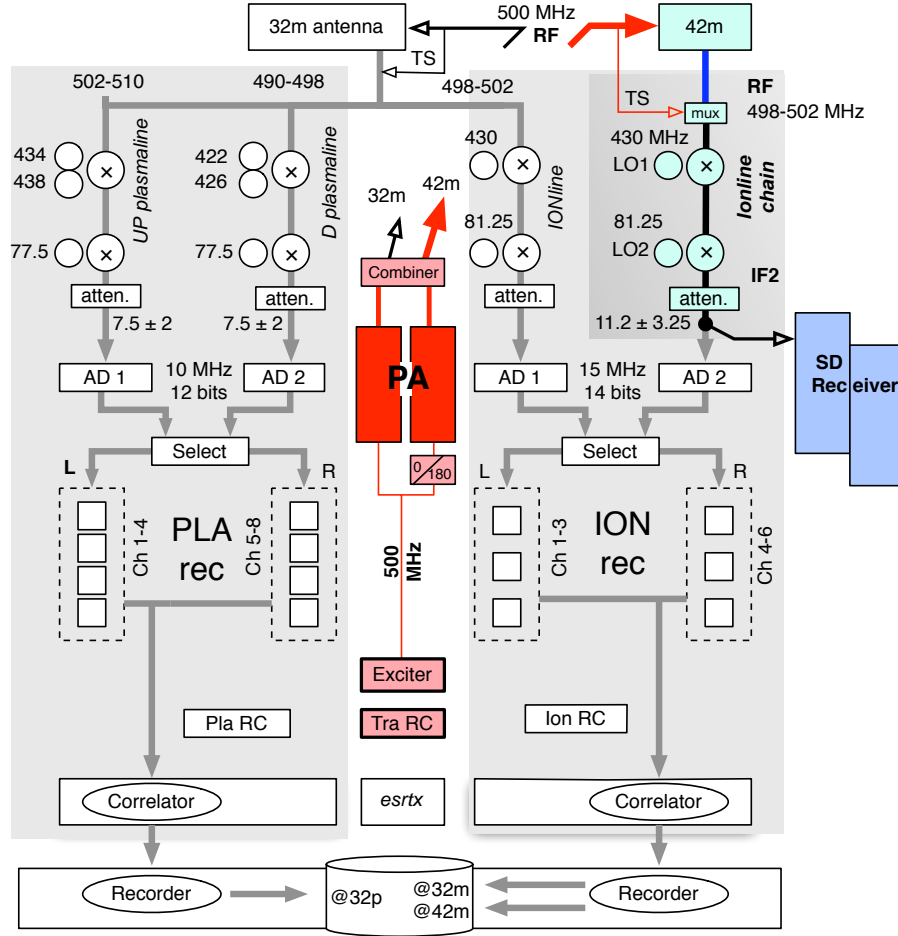 32m antenna
500 MHz
RF
42m
TS
TS
502-510
490-498
498-502
RF
mux
498-502 MHz
434
438
UP plasmaline
422
426
D plasmaline
430
IONline
430 MHz
LO1
Ionline
chain
32m
42m
77.5
77.5
81.25
81.25
LO2
Combiner
IF2
atten.
atten.
atten.
atten.
7.5 ± 2
7.5 ± 2
11.2 ± 3.25
PA
SD
Receiver
AD 1
10 MHz
12 bits
AD 2
AD 1
15 MHz
14 bits
AD 2
Select
Select
L
R
0
180
L
R
Ch 1-4
PLA
rec
Ch 5-8
500
MHz
Ch 1-3
ION
rec
Ch 4-6
Exciter
Pla RC
Tra RC
Ion RC
Correlator
esrtx
Correlator
Recorder
@32p
@32m
@42m
Recorder